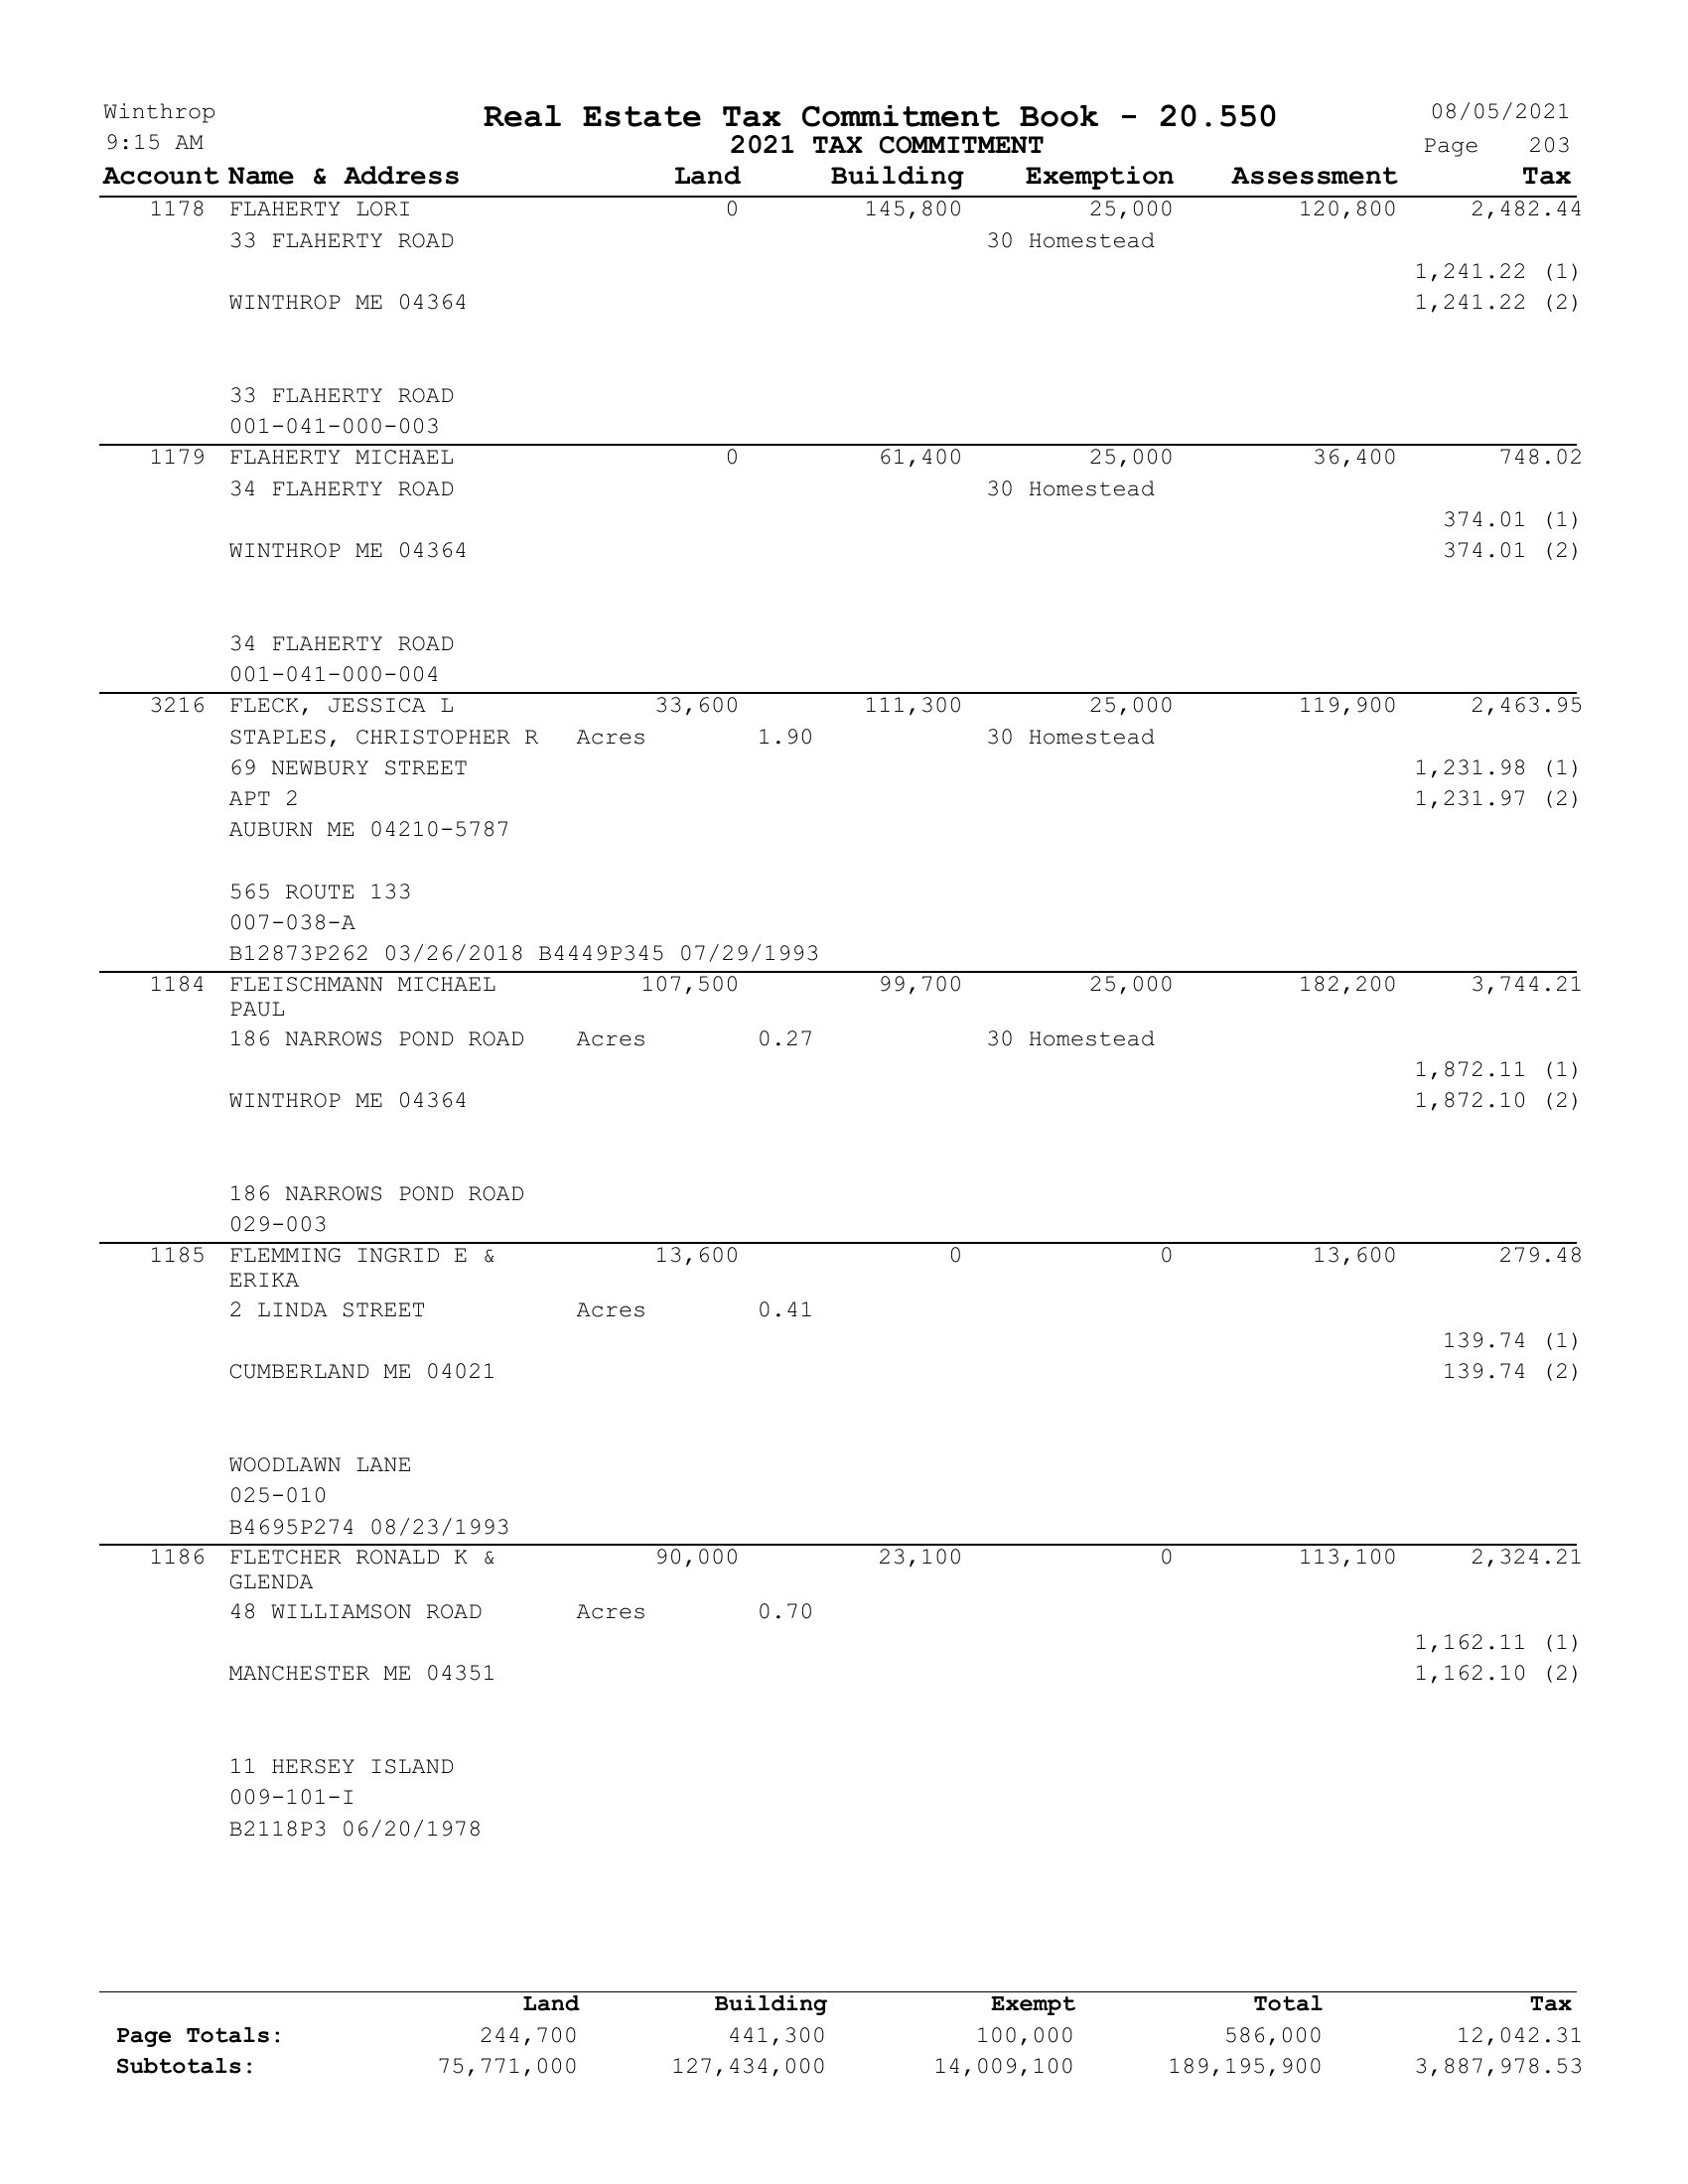 Winthrop Real Estate Tax Commitment Book - 20.550 08/05/2021
9:15 AM 2021 TAX COMMITMENT Page 203
Account Name & Address Land Building Exemption Assessment Tax
1178 FLAHERTY LORI 0 145,800 25,000 120,800 2,482.44
33 FLAHERTY ROAD 30 Homestead
1,241.22 (1)
WINTHROP ME 04364 1,241.22 (2)
33 FLAHERTY ROAD
001-041-000-003
1179 FLAHERTY MICHAEL 0 61,400 25,000 36,400 748.02
34 FLAHERTY ROAD 30 Homestead
374.01 (1)
WINTHROP ME 04364 374.01 (2)
34 FLAHERTY ROAD
001-041-000-004
3216 FLECK, JESSICA L 33,600 111,300 25,000 119,900 2,463.95
STAPLES, CHRISTOPHER R Acres 1.90 30 Homestead
69 NEWBURY STREET 1,231.98 (1)
APT 2 1,231.97 (2)
AUBURN ME 04210-5787
565 ROUTE 133
007-038-A
B12873P262 03/26/2018 B4449P345 07/29/1993
1184 FLEISCHMANN MICHAEL 107,500 99,700 25,000 182,200 3,744.21
PAUL
186 NARROWS POND ROAD Acres 0.27 30 Homestead
1,872.11 (1)
WINTHROP ME 04364 1,872.10 (2)
186 NARROWS POND ROAD
029-003
1185 FLEMMING INGRID E & 13,600 0 0 13,600 279.48
ERIKA
2 LINDA STREET Acres 0.41
139.74 (1)
CUMBERLAND ME 04021 139.74 (2)
WOODLAWN LANE
025-010
B4695P274 08/23/1993
1186 FLETCHER RONALD K & 90,000 23,100 0 113,100 2,324.21
GLENDA
48 WILLIAMSON ROAD Acres 0.70
1,162.11 (1)
MANCHESTER ME 04351 1,162.10 (2)
11 HERSEY ISLAND
009-101-I
B2118P3 06/20/1978
Land Building Exempt Total Tax
Page Totals: 244,700 441,300 100,000 586,000 12,042.31
Subtotals: 75,771,000 127,434,000 14,009,100 189,195,900 3,887,978.53